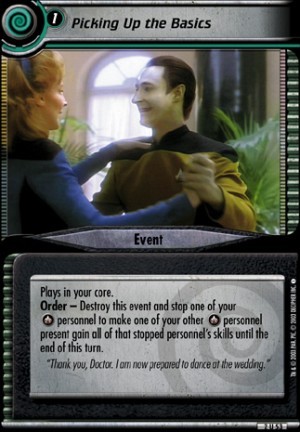 1 Picking Up the Basics
Event
Plays in your core.
Order – Destroy this event and stop one of your
personnel to make one of your other personnel
present gain all of that stopped personnel's skills until the
end of this turn.
"Thank you, Doctor. I am now prepared to dance at the wedding."
2 U 53